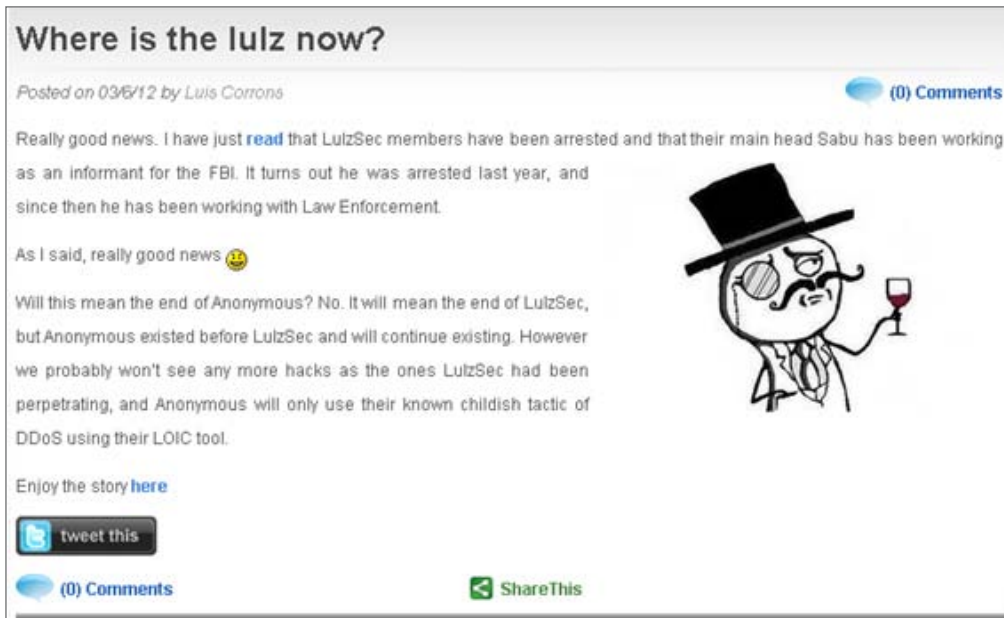 Where is the lulz now?
Posted on 03/6/12 by Luis Corrons
(0) Comments
Really good news. I have just read that LulzSec members have been arrested and that their main head Sabu has been working
as an informant for the FBI. It turns out he was arrested last year, and
since then he has been working with Law Enforcement.
As I said, really good news
Will this mean the end of Anonymous? No. It will mean the end of LulzSec,
but Anonymous existed before LulzSec and will continue existing. However
we probably won't see any more hacks as the ones LulzSec had been
perpetrating, and Anonymous will only use their known childish tactic of
DDoS using their LOIC tool.
Enjoy the story here
tweet this
(0) Comments
ShareThis